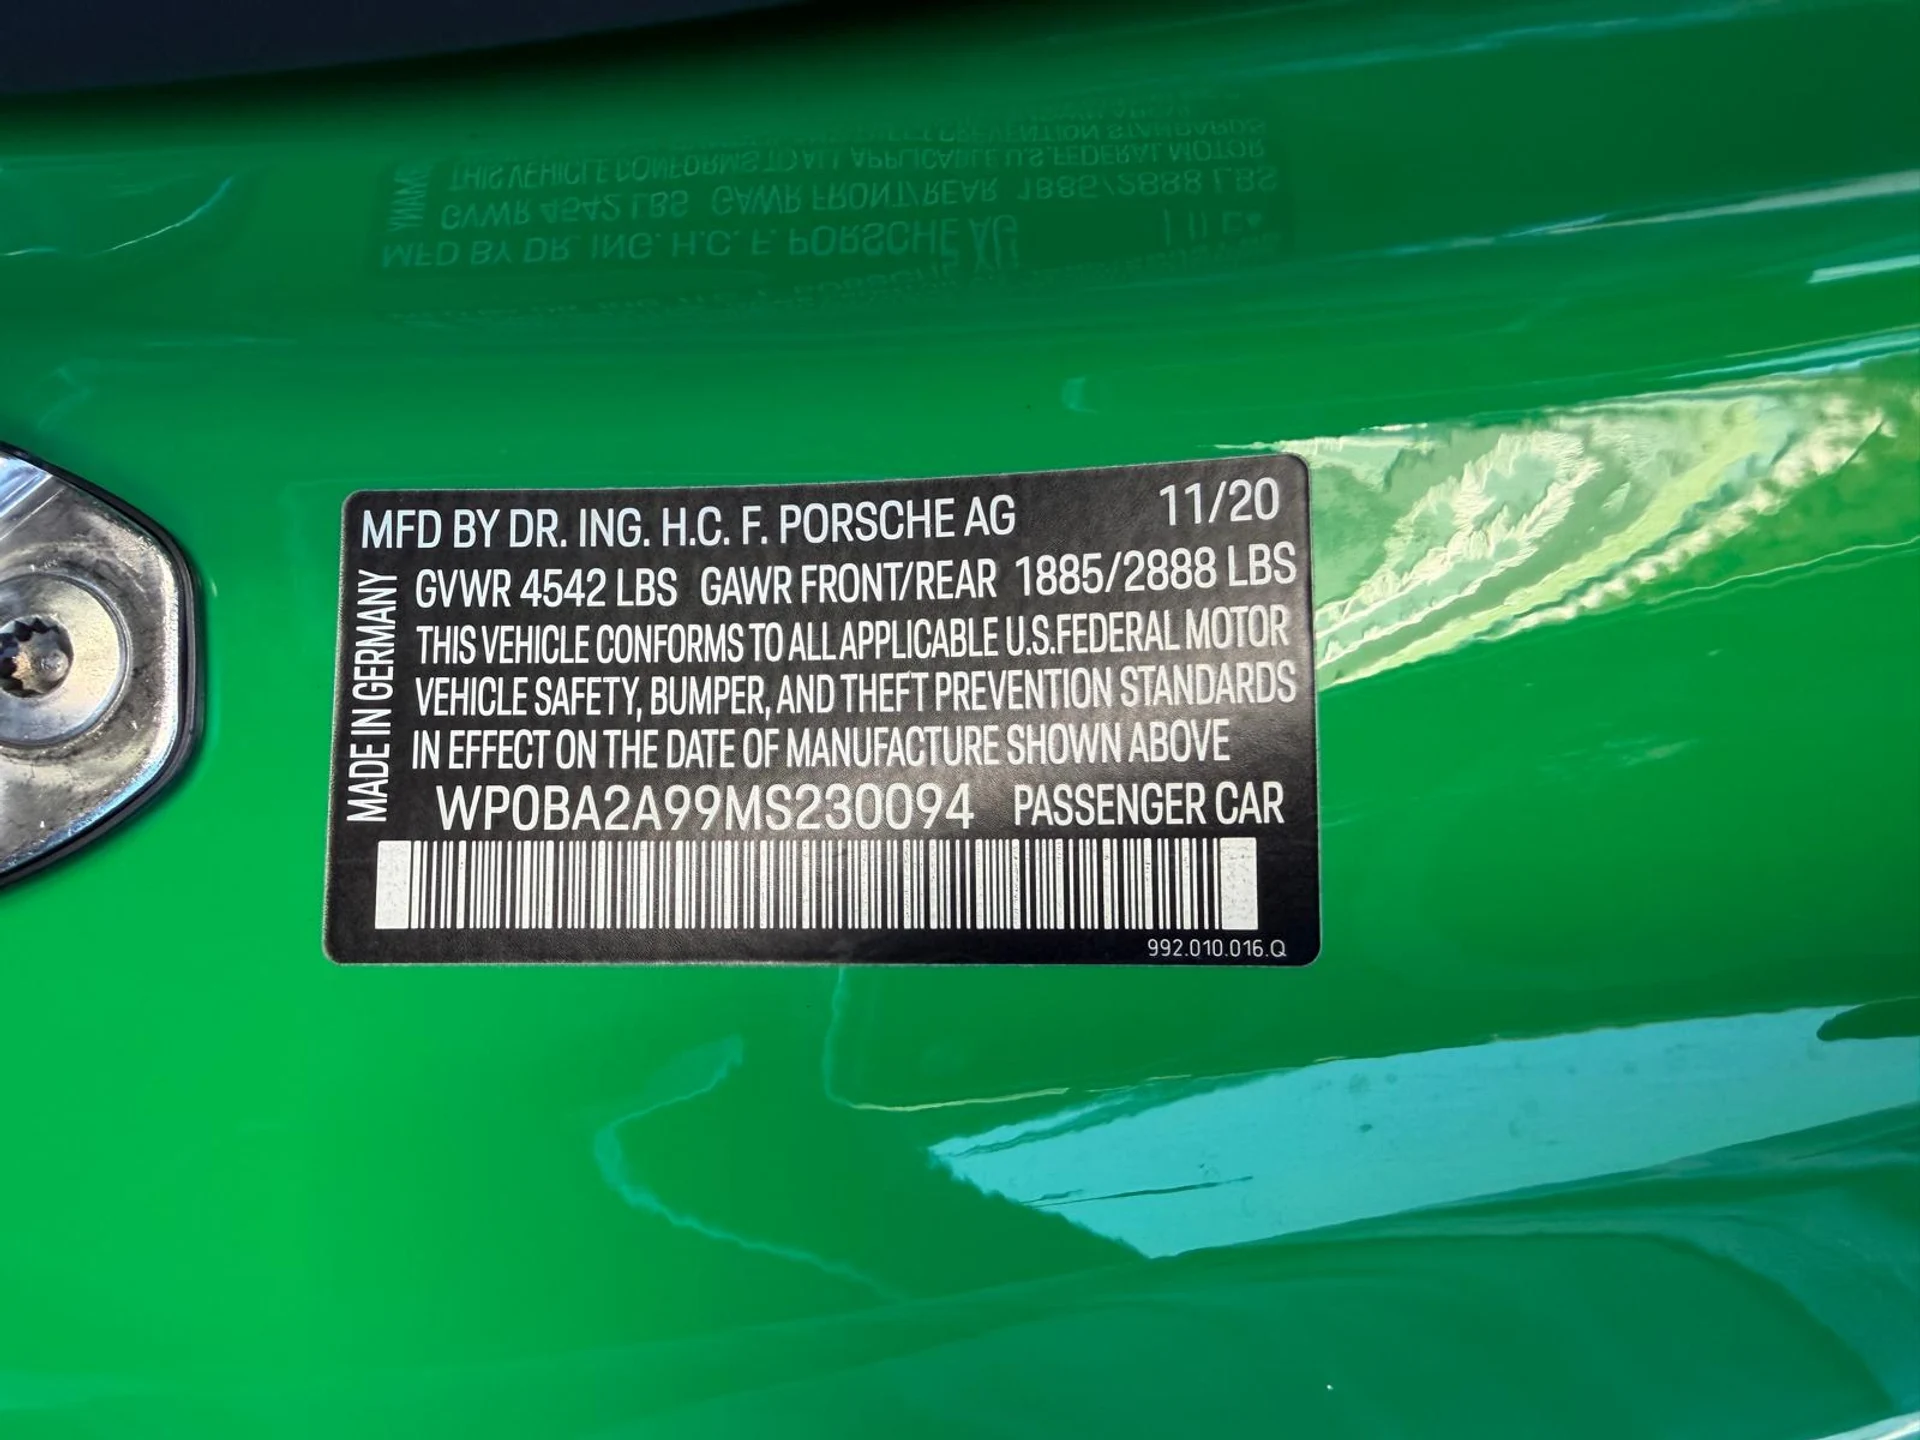 MFD BY DR. ING. H.C. F. PORSCHE AG 11/20
GVWR 4542 LBS GAWR FRONT/REAR 1885/2888 LBS
THIS VEHICLE CONFORMS TO ALL APPLICABLE U.S.FEDERAL MOTOR
VEHICLE SAFETY, BUMPER, AND THEFT PREVENTION STANDARDS
IN EFFECT ON THE DATE OF MANUFACTURE SHOWN ABOVE
WP0BA2A99MS230094 PASSENGER CAR
992.010.016.Q
MADE IN GERMANY